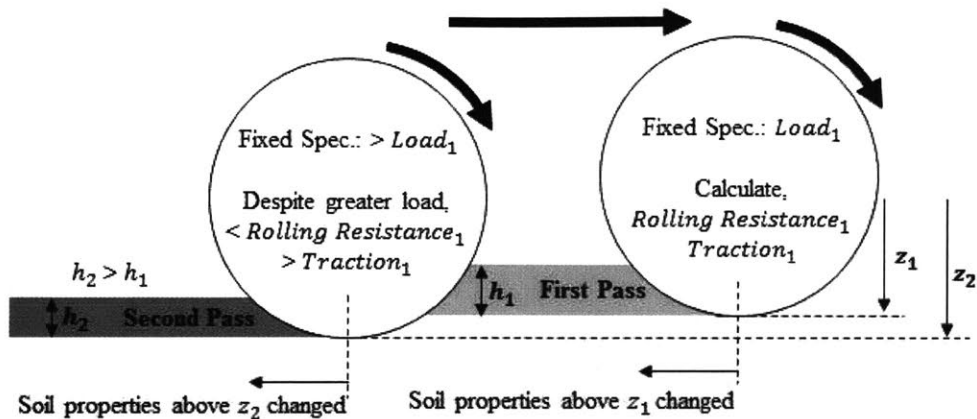 Fixed Spec.: > Load₁
Despite greater load,
< Rolling Resistance₁
> Traction₁
Fixed Spec.: Load₁
Calculate,
Rolling Resistance₁
Traction₁
z₁
z₂
h₂ > h₁
h₁
First Pass
h₂
Second Pass
Soil properties above z₂ changed
Soil properties above z₁ changed